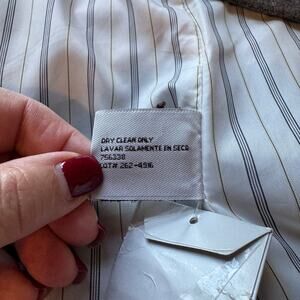 DRY CLEAN ONLY
LAVAR SOLAMENTE EN SECO
756338
LOT# 262-4916